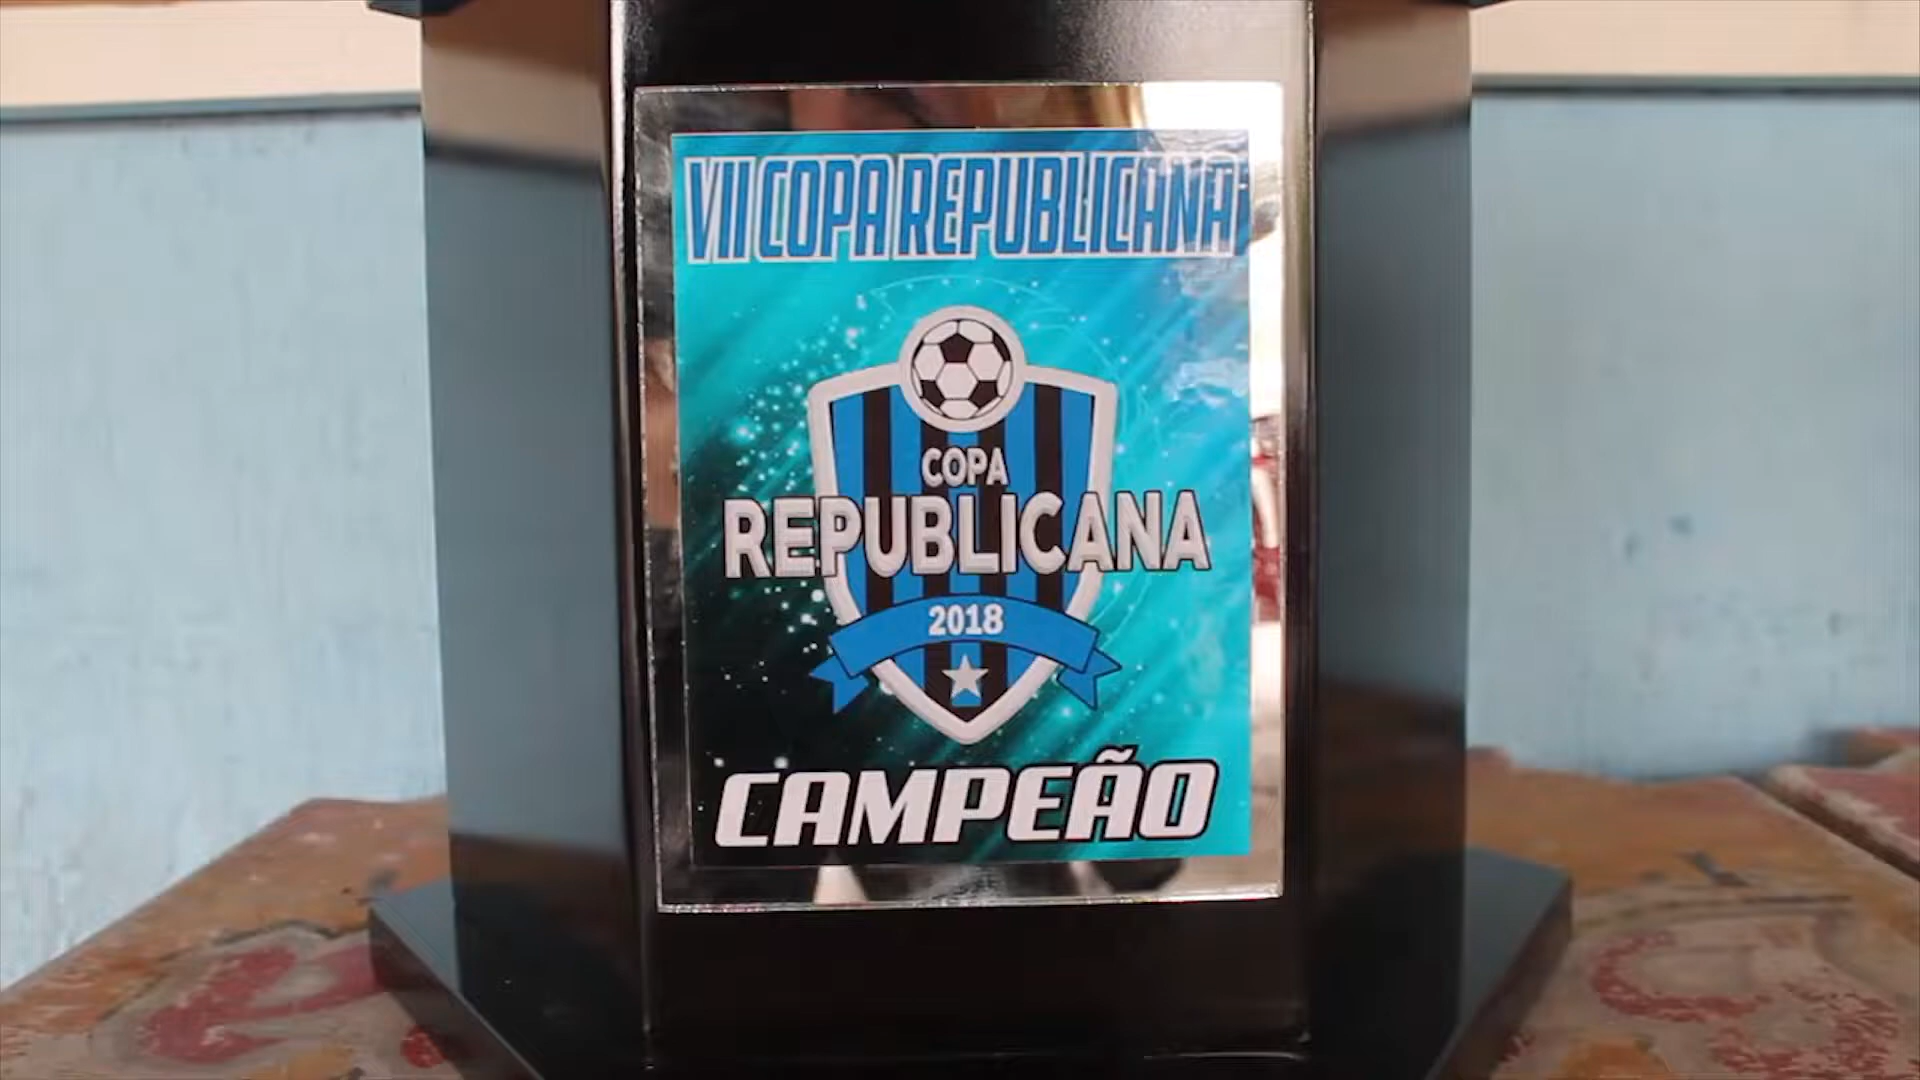 VII COPA REPUBLICANA
COPA
REPUBLICANA
2018
CAMPEÃO